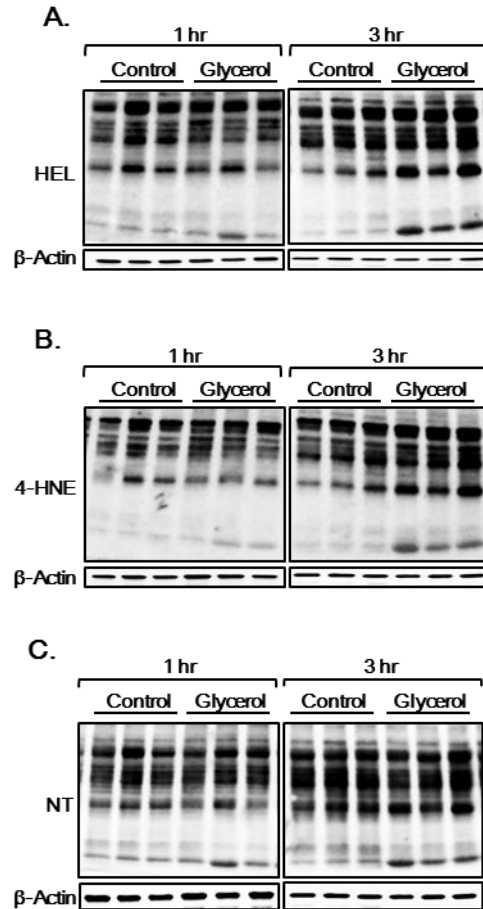 A.
1 hr 3 hr
Control Glycerol Control Glycerol
HEL
β-Actin
B.
1 hr 3 hr
Control Glycerol Control Glycerol
4-HNE
β-Actin
C.
1 hr 3 hr
Control Glycerol Control Glycerol
NT
β-Actin